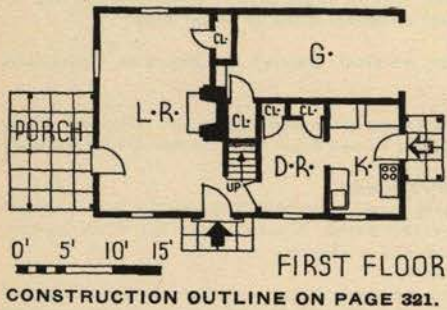 CL·
G·
L·R·
PORCH
CL·
CL· CL·
D·R·
K·
UP
0' 5' 10' 15'
FIRST FLOOR
CONSTRUCTION OUTLINE ON PAGE 321.